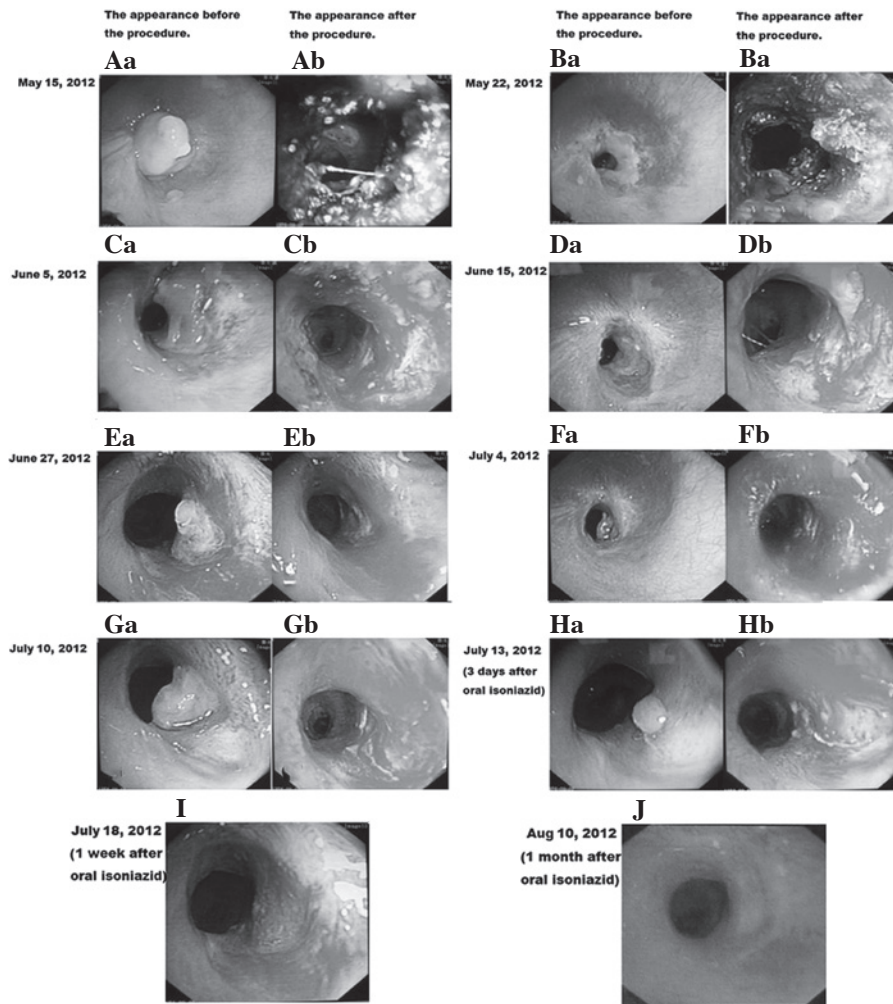 The appearance before
the procedure.
The appearance after
the procedure.
The appearance before
the procedure.
The appearance after
the procedure.
Aa
Ab
Ba
Ba
May 15, 2012
May 22, 2012
Ca
Cb
Da
Db
June 5, 2012
June 15, 2012
Ea
Eb
Fa
Fb
June 27, 2012
July 4, 2012
Ga
Gb
Ha
Hb
July 10, 2012
July 13, 2012
(3 days after
oral isoniazid)
I
J
July 18, 2012
(1 week after
oral isoniazid)
Aug 10, 2012
(1 month after
oral isoniazid)